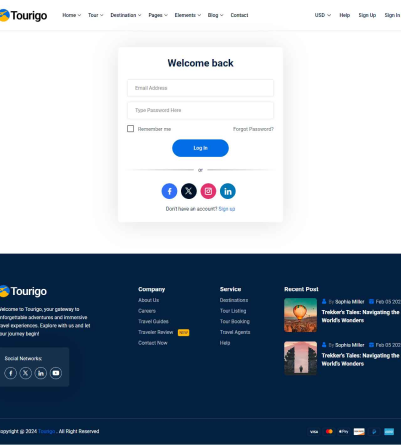 Tourigo
Home Tour Destination Pages Elements Blog Contact
USD Help Sign Up Sign In
Welcome back
Email Address
Type Password Here
Remember me Forgot Password?
Log In
or
Don't have an account? Sign up
Tourigo
Welcome to Tourigo, your gateway to
unforgettable adventures and immersive
travel experiences. Explore with us and let
your journey begin!
Social Networks:
Company
About Us
Careers
Travel Guides
Traveler Review NEW
Contact Now
Service
Destinations
Tour Listing
Tour Booking
Travel Agents
Help
Recent Post
By Sophia Miller Feb 05 202
Trekker's Tales: Navigating the
World's Wonders
By Sophia Miller Feb 05 202
Trekker's Tales: Navigating the
World's Wonders
Copyright @ 2024 Tourigo . All Right Reserved
VISA Pay